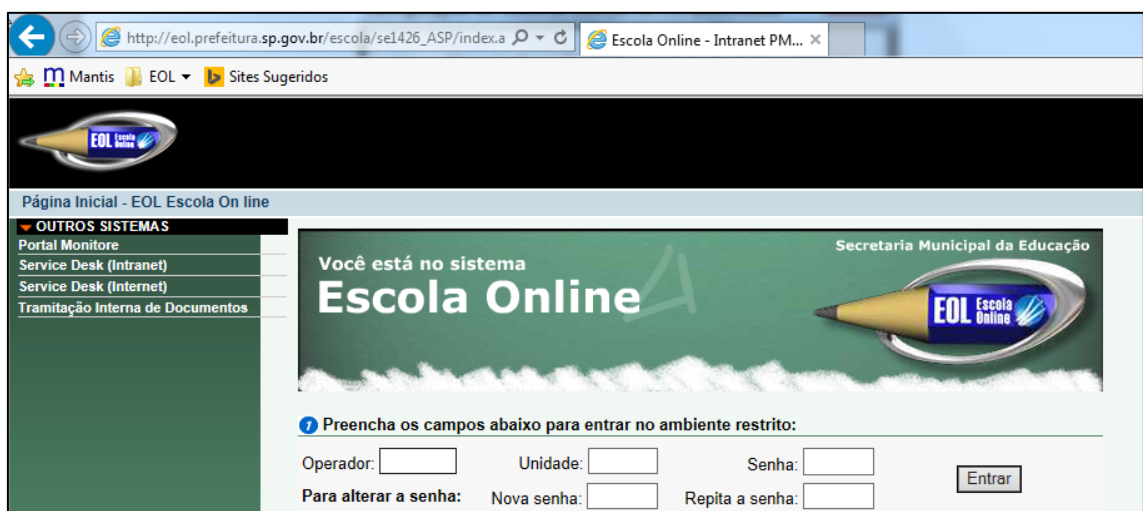 http://eol.prefeitura.sp.gov.br/escola/se1426_ASP/index.a
Escola Online - Intranet PM...
Mantis EOL Sites Sugeridos
EOL Escola Online
Página Inicial - EOL Escola On line
OUTROS SISTEMAS
Portal Monitore
Service Desk (Intranet)
Service Desk (Internet)
Tramitação Interna de Documentos
Secretaria Municipal da Educação
Você está no sistema
Escola Online
EOL Escola Online
Preencha os campos abaixo para entrar no ambiente restrito:
Operador: Unidade: Senha: Entrar
Para alterar a senha: Nova senha: Repita a senha: